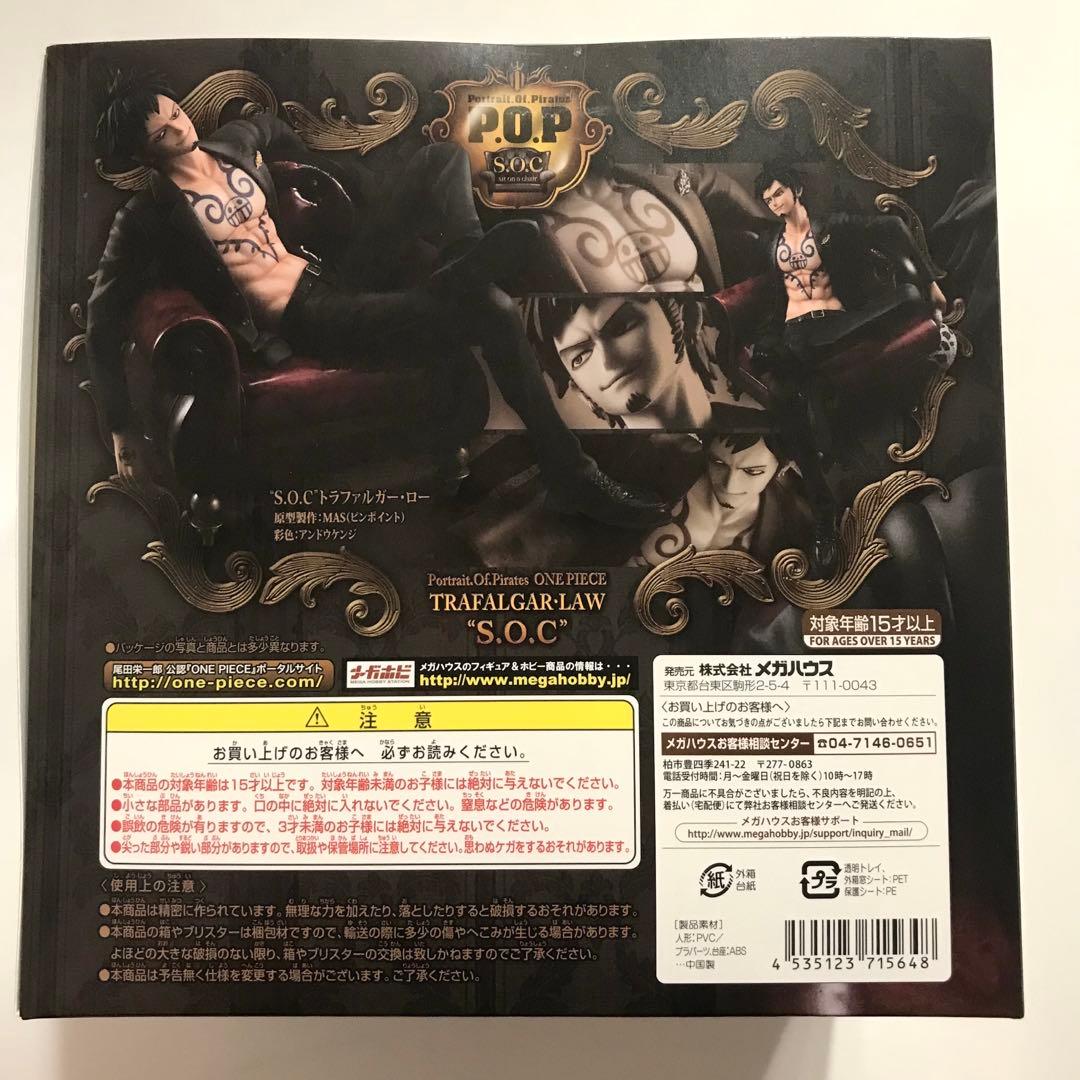 Portrait.Of.Pirates
P.O.P
S.O.C
sit on a chair
"S.O.C"トラファルガー・ロー
原型製作:MAS(ピンポイント)
彩色:アンドウケンジ
Portrait.Of.Pirates ONE PIECE
TRAFALGAR・LAW
"S.O.C"
●パッケージの写真と商品とは多少異なります。
対象年齢15才以上
FOR AGES OVER 15 YEARS
尾田栄一郎 公認『ONE PIECE』ポータルサイト
http://one-piece.com/
メガホビ
MEGA HOBBY STATION
メガハウスのフィギュア&ホビー商品の情報は・・・
http://www.megahobby.jp/
⚠ 注意
お買い上げのお客様へ 必ずお読みください。
●本商品の対象年齢は15才以上です。対象年齢未満のお子様には絶対に与えないでください。
●小さな部品があります。口の中に絶対に入れないでください。窒息などの危険があります。
●誤飲の危険が有りますので、3才未満のお子様には絶対に与えないでください。
●尖った部分や鋭い部分がありますので、取扱や保管場所に注意してください。思わぬケガをするおそれがあります。
〈使用上の注意〉
●本商品は精密に作られています。無理な力を加えたり、落としたりすると破損するおそれがあります。
●本商品の箱やブリスターは梱包材ですので、輸送の際に多少の傷やへこみが生じる場合があります。
よほどの大きな破損のない限り、箱やブリスターの交換は致しかねますのでご了承ください。
●本商品は予告無く仕様を変更する場合がございます。ご了承ください。
発売元 株式会社 メガハウス
東京都台東区駒形2-5-4 〒111-0043
〈お買い上げのお客様へ〉
この商品についてお気づきの点がございましたら下記までお問い合わせください。
メガハウスお客様相談センター ☎04-7146-0651
柏市豊四季241-22 〒277-0863
電話受付時間:月〜金曜日(祝日を除く)10時〜17時
万一商品に不具合がございましたら、不良内容を明記の上、
着払い(宅配便)にて弊社お客様相談センターへご発送ください。
メガハウスお客様サポート
http://www.megahobby.jp/support/inquiry_mail/
紙
外箱
台紙
プラ
透明トレイ、
外箱窓シート:PET
保護シート:PE
[製品素材]
人形:PVC/
プラパーツ,台座:ABS
…中国製
4 535123 715648